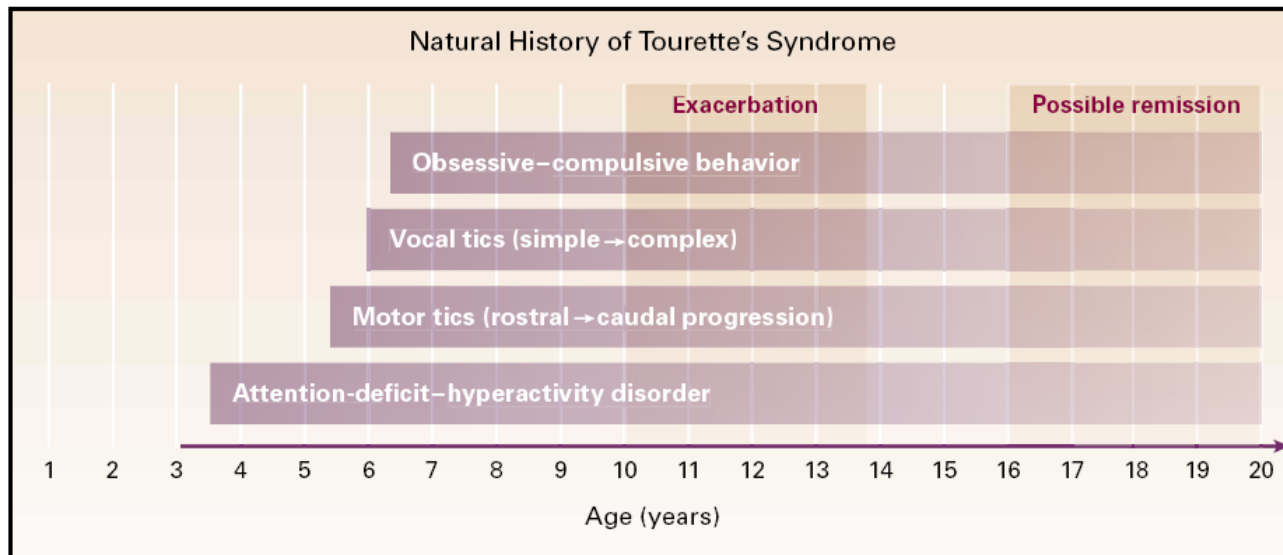 Natural History of Tourette's Syndrome
Exacerbation
Possible remission
Obsessive–compulsive behavior
Vocal tics (simple→complex)
Motor tics (rostral→caudal progression)
Attention-deficit–hyperactivity disorder
1 2 3 4 5 6 7 8 9 10 11 12 13 14 15 16 17 18 19 20
Age (years)